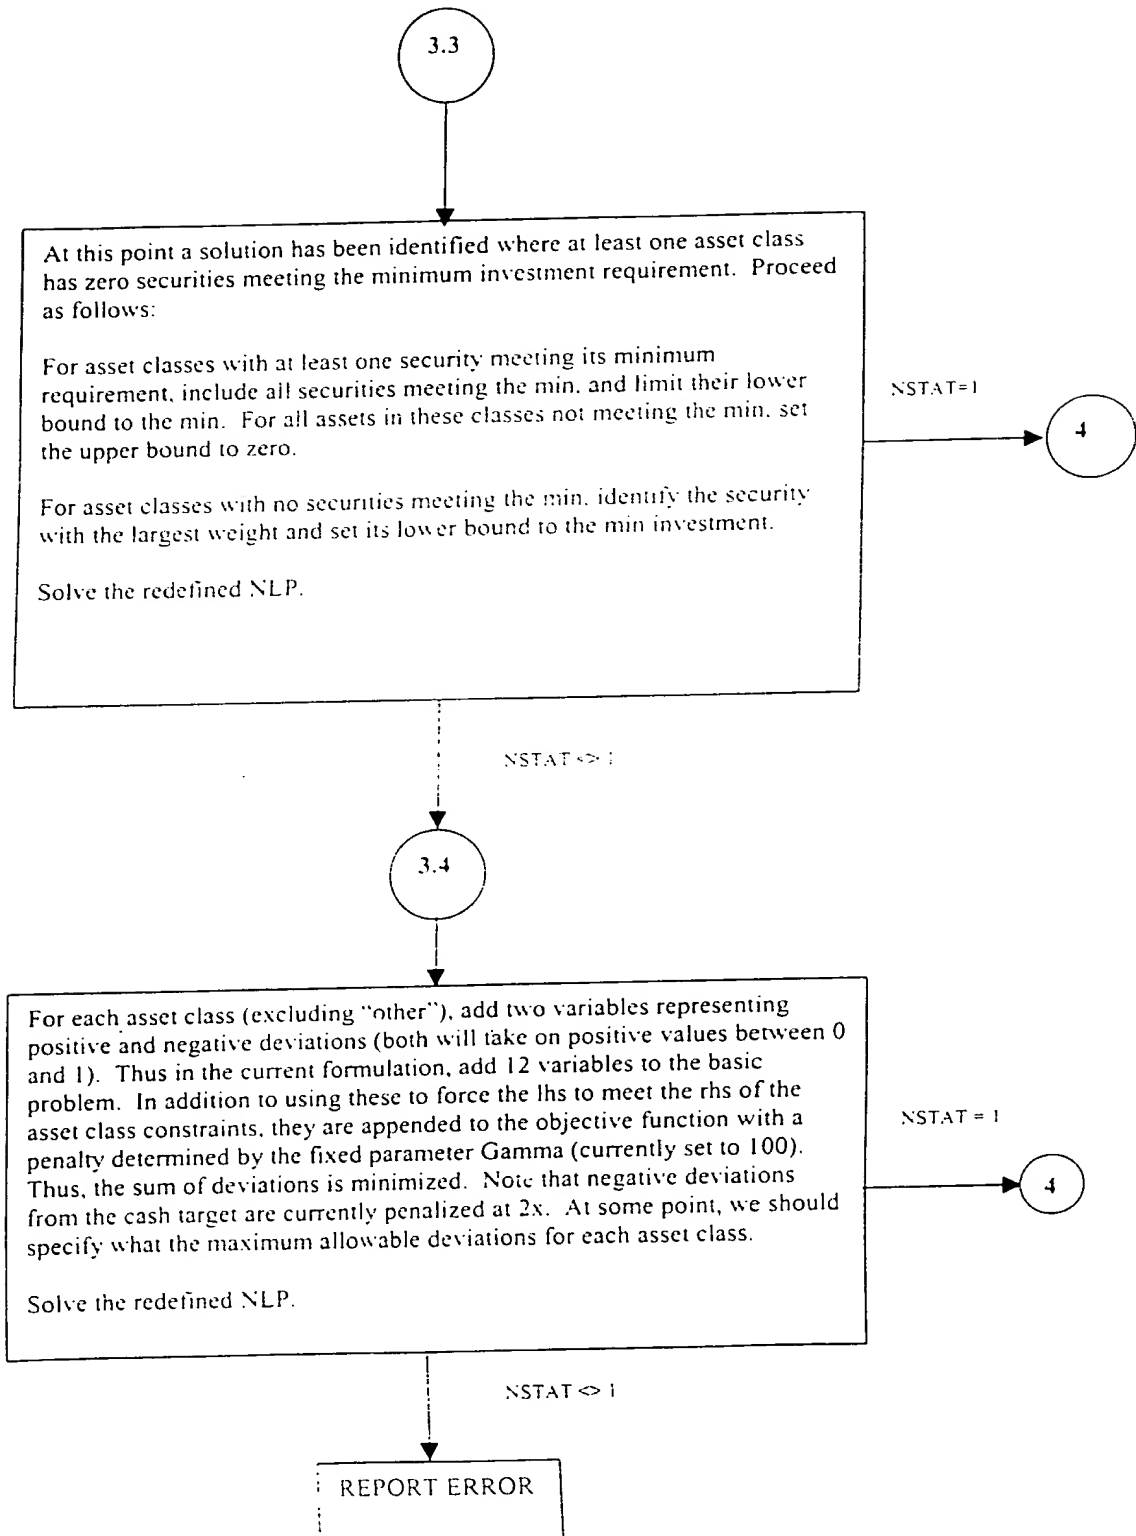 3.3
At this point a solution has been identified where at least one asset class
has zero securities meeting the minimum investment requirement. Proceed
as follows:
For asset classes with at least one security meeting its minimum
requirement, include all securities meeting the min. and limit their lower
bound to the min. For all assets in these classes not meeting the min. set
the upper bound to zero.
For asset classes with no securities meeting the min. identify the security
with the largest weight and set its lower bound to the min investment.
Solve the redefined NLP.
NSTAT=1
4
NSTAT <> 1
3.4
For each asset class (excluding "other"), add two variables representing
positive and negative deviations (both will take on positive values between 0
and 1). Thus in the current formulation, add 12 variables to the basic
problem. In addition to using these to force the lhs to meet the rhs of the
asset class constraints, they are appended to the objective function with a
penalty determined by the fixed parameter Gamma (currently set to 100).
Thus, the sum of deviations is minimized. Note that negative deviations
from the cash target are currently penalized at 2x. At some point, we should
specify what the maximum allowable deviations for each asset class.
Solve the redefined NLP.
NSTAT = 1
4
NSTAT <> 1
REPORT ERROR